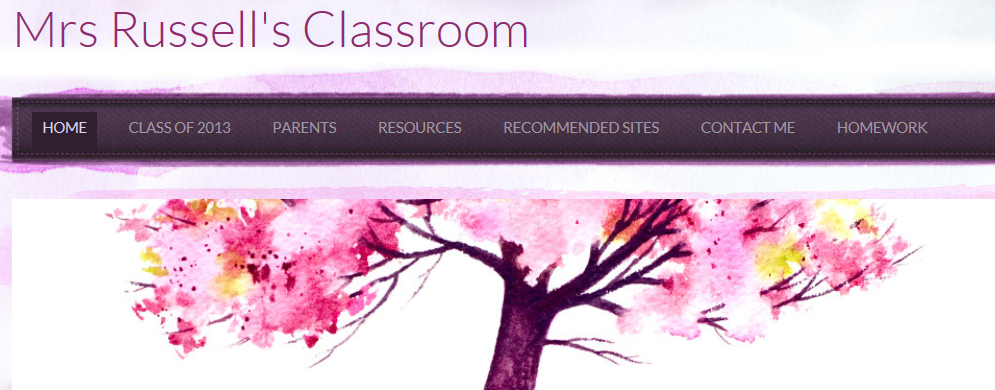 Mrs Russell's Classroom
HOME CLASS OF 2013 PARENTS RESOURCES RECOMMENDED SITES CONTACT ME HOMEWORK